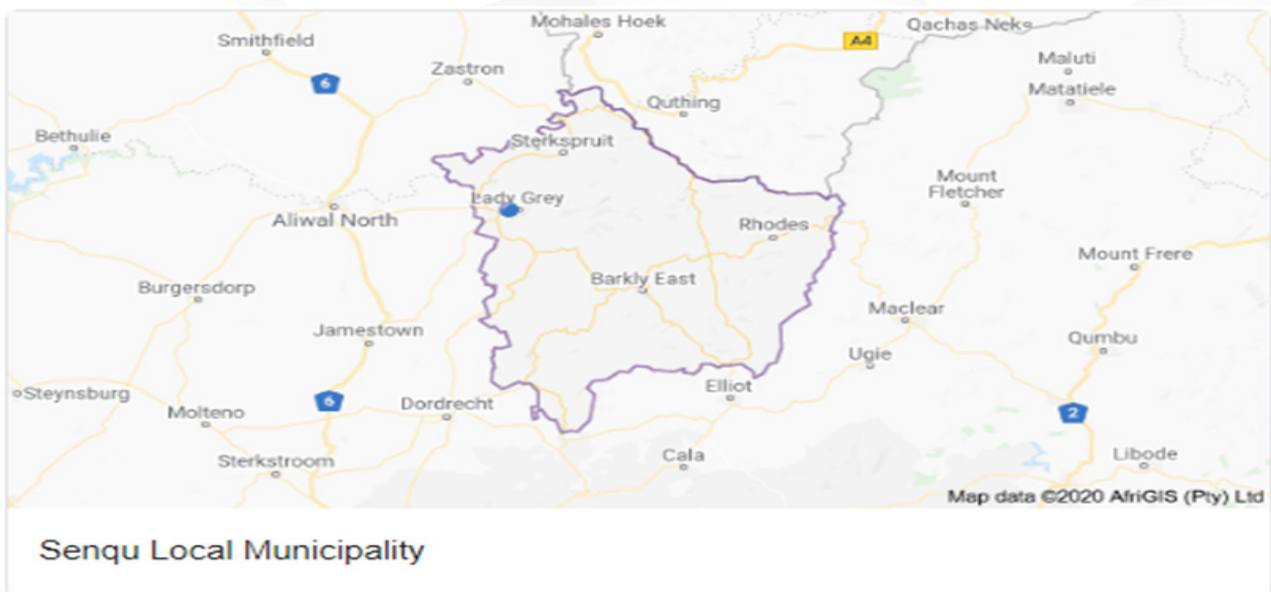 Mohales Hoek
Qachas Neks
Smithfield
A4
Maluti
Zastron
6
Matatiele
Quthing
Bethulie
Sterkspruit
Mount
Fletcher
Lady Grey
Aliwal North
Rhodes
Mount Frere
Barkly East
Burgersdorp
Maclear
Jamestown
Qumbu
Ugie
Elliot
Steynsburg
6
Dordrecht
Molteno
2
Cala
Libode
Sterkstroom
Map data ©2020 AfriGIS (Pty) Ltd
Senqu Local Municipality